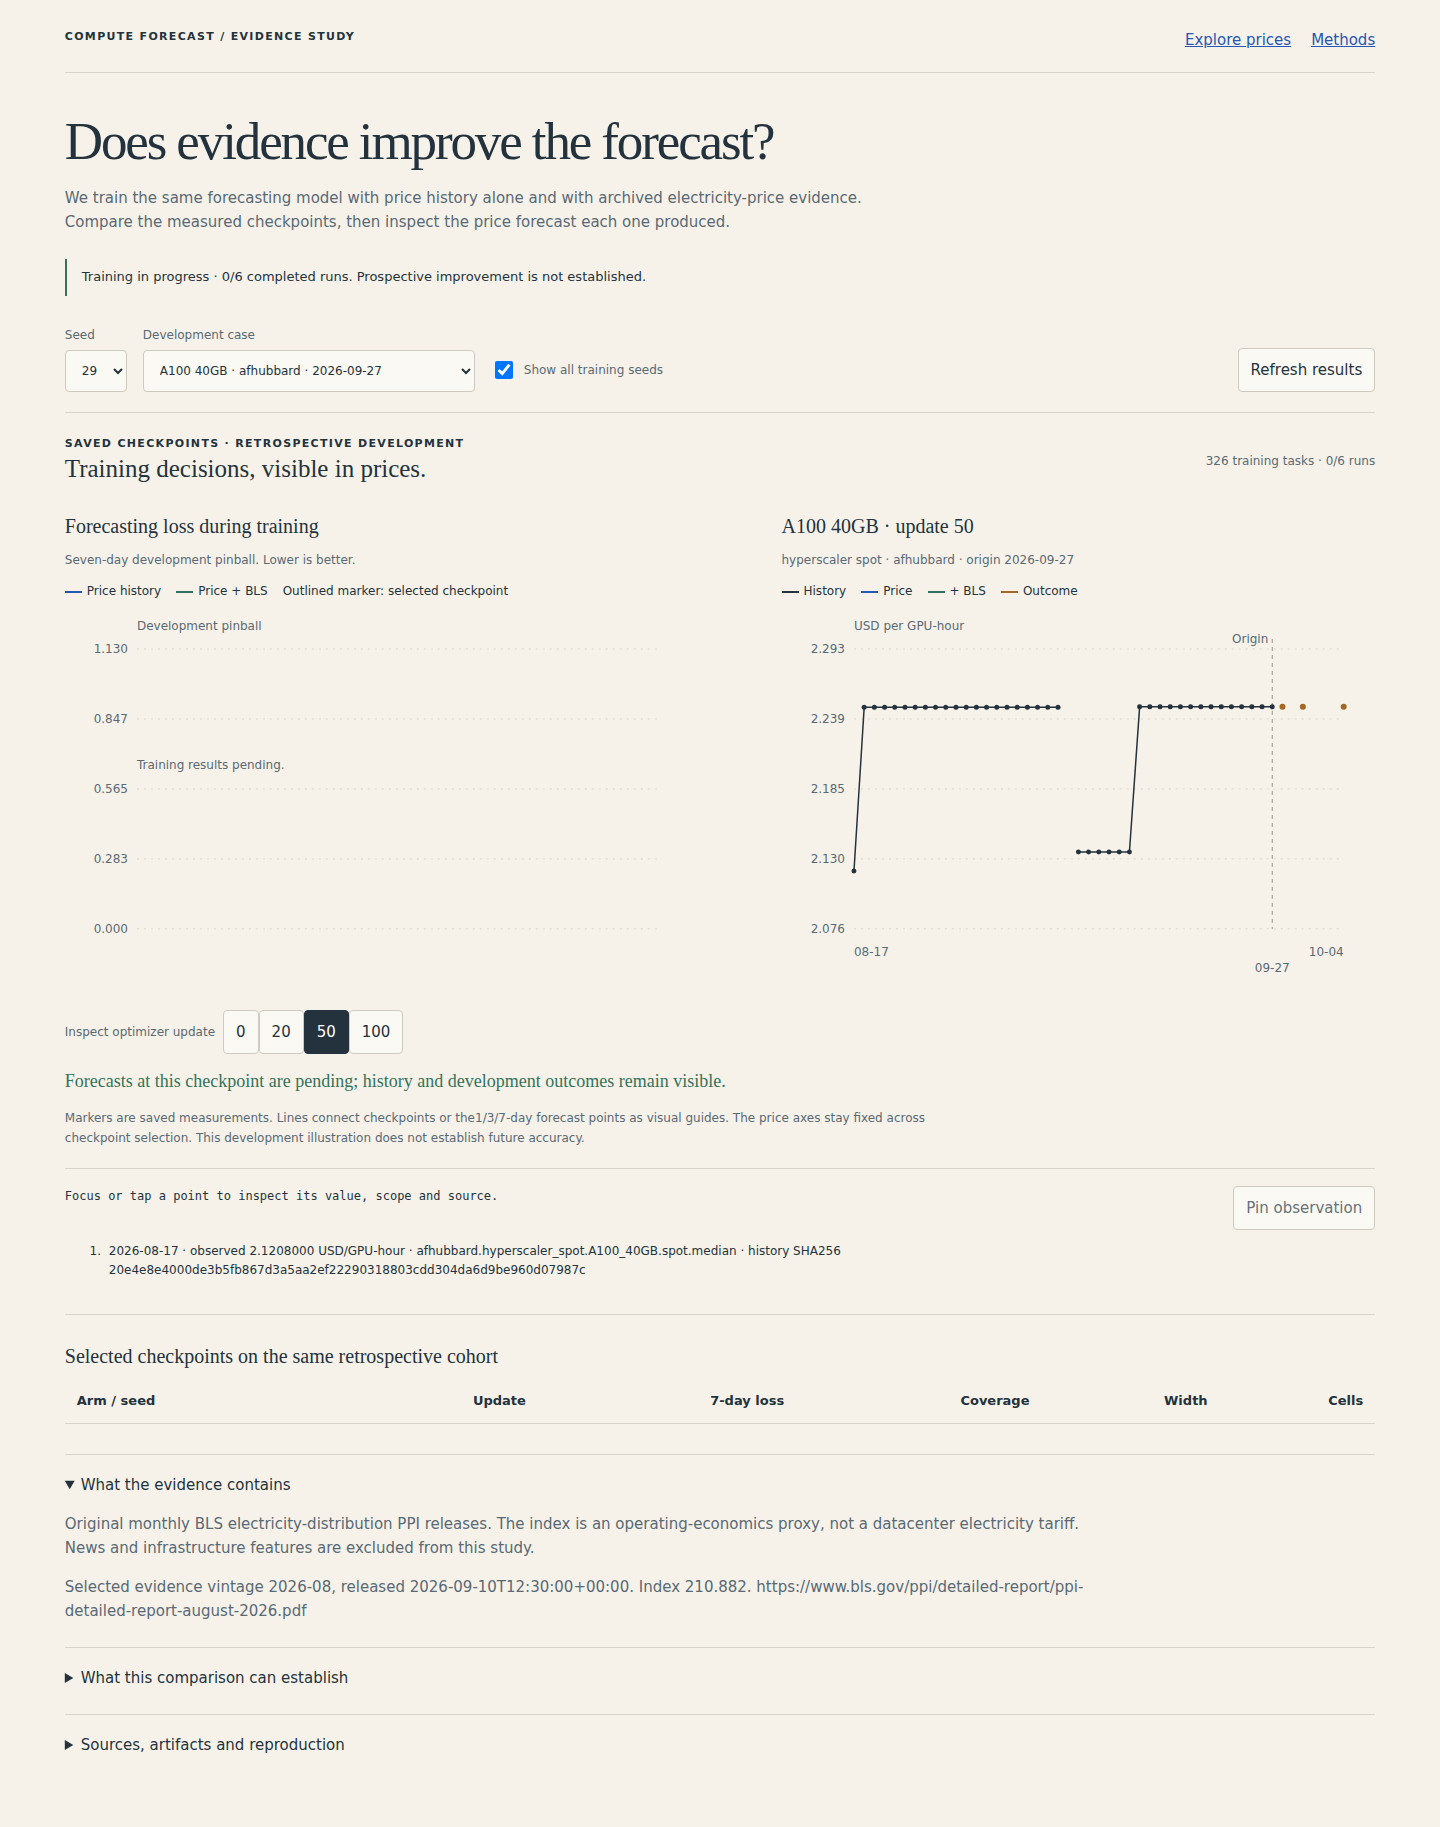 COMPUTE FORECAST / EVIDENCE STUDY
Explore prices Methods
Does evidence improve the forecast?
We train the same forecasting model with price history alone and with archived electricity-price evidence.
Compare the measured checkpoints, then inspect the price forecast each one produced.
Training in progress · 0/6 completed runs. Prospective improvement is not established.
Seed
29
Development case
A100 40GB · afhubbard · 2026-09-27
Show all training seeds
Refresh results
SAVED CHECKPOINTS · RETROSPECTIVE DEVELOPMENT
Training decisions, visible in prices.
326 training tasks · 0/6 runs
Forecasting loss during training
Seven-day development pinball. Lower is better.
Price history Price + BLS Outlined marker: selected checkpoint
Development pinball
1.130
0.847
Training results pending.
0.565
0.283
0.000
A100 40GB · update 50
hyperscaler spot · afhubbard · origin 2026-09-27
History Price + BLS Outcome
USD per GPU-hour
Origin
2.293
2.239
2.185
2.130
2.076
08-17
10-04
09-27
Inspect optimizer update 0 20 50 100
Forecasts at this checkpoint are pending; history and development outcomes remain visible.
Markers are saved measurements. Lines connect checkpoints or the1/3/7-day forecast points as visual guides. The price axes stay fixed across
checkpoint selection. This development illustration does not establish future accuracy.
Focus or tap a point to inspect its value, scope and source.
Pin observation
1. 2026-08-17 · observed 2.1208000 USD/GPU-hour · afhubbard.hyperscaler_spot.A100_40GB.spot.median · history SHA256
20e4e8e4000de3b5fb867d3a5aa2ef22290318803cdd304da6d9be960d07987c
Selected checkpoints on the same retrospective cohort
Arm / seed Update 7-day loss Coverage Width Cells
What the evidence contains
Original monthly BLS electricity-distribution PPI releases. The index is an operating-economics proxy, not a datacenter electricity tariff.
News and infrastructure features are excluded from this study.
Selected evidence vintage 2026-08, released 2026-09-10T12:30:00+00:00. Index 210.882. https://www.bls.gov/ppi/detailed-report/ppi-
detailed-report-august-2026.pdf
What this comparison can establish
Sources, artifacts and reproduction